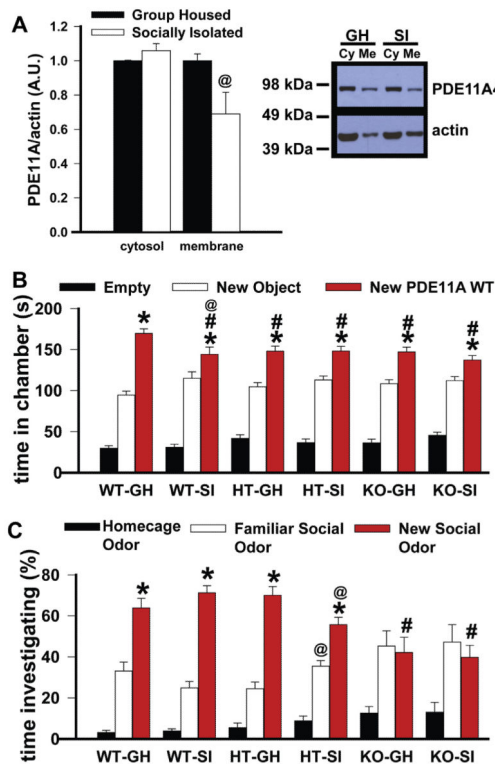 A
Group Housed
Socially Isolated
PDE11A/actin (A.U.)
1.2
1.0
0.8
0.6
0.4
0.2
0.0
@
cytosol membrane
GH SI
Cy Me Cy Me
98 kDa
49 kDa
39 kDa
PDE11A4
actin
B
Empty New Object New PDE11A WT
time in chamber (s)
200
150
100
50
0
*
@ # *
# *
# *
# *
# *
WT-GH WT-SI HT-GH HT-SI KO-GH KO-SI
C
Homecage Odor Familiar Social Odor New Social Odor
time investigating (%)
80
60
40
20
0
*
*
*
@
@ *
#
#
WT-GH WT-SI HT-GH HT-SI KO-GH KO-SI